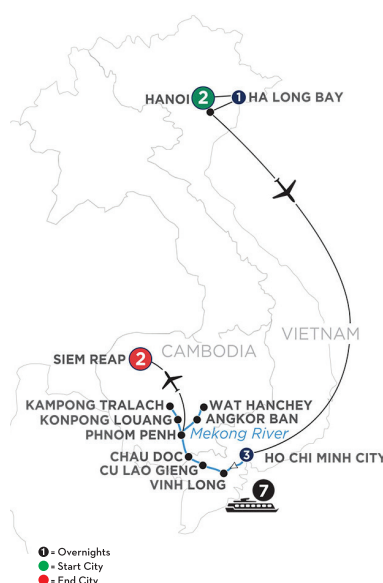 HANOI 2 1 HA LONG BAY
VIETNAM
SIEM REAP 2 CAMBODIA
KAMPONG TRALACH WAT HANCHEY
KONPONG LOUANG ANGKOR BAN
PHNOM PENH Mekong River
CHAU DOC 3 HO CHI MINH CITY
CU LAO GIENG
VINH LONG
7
1 = Overnights
= Start City
= End City